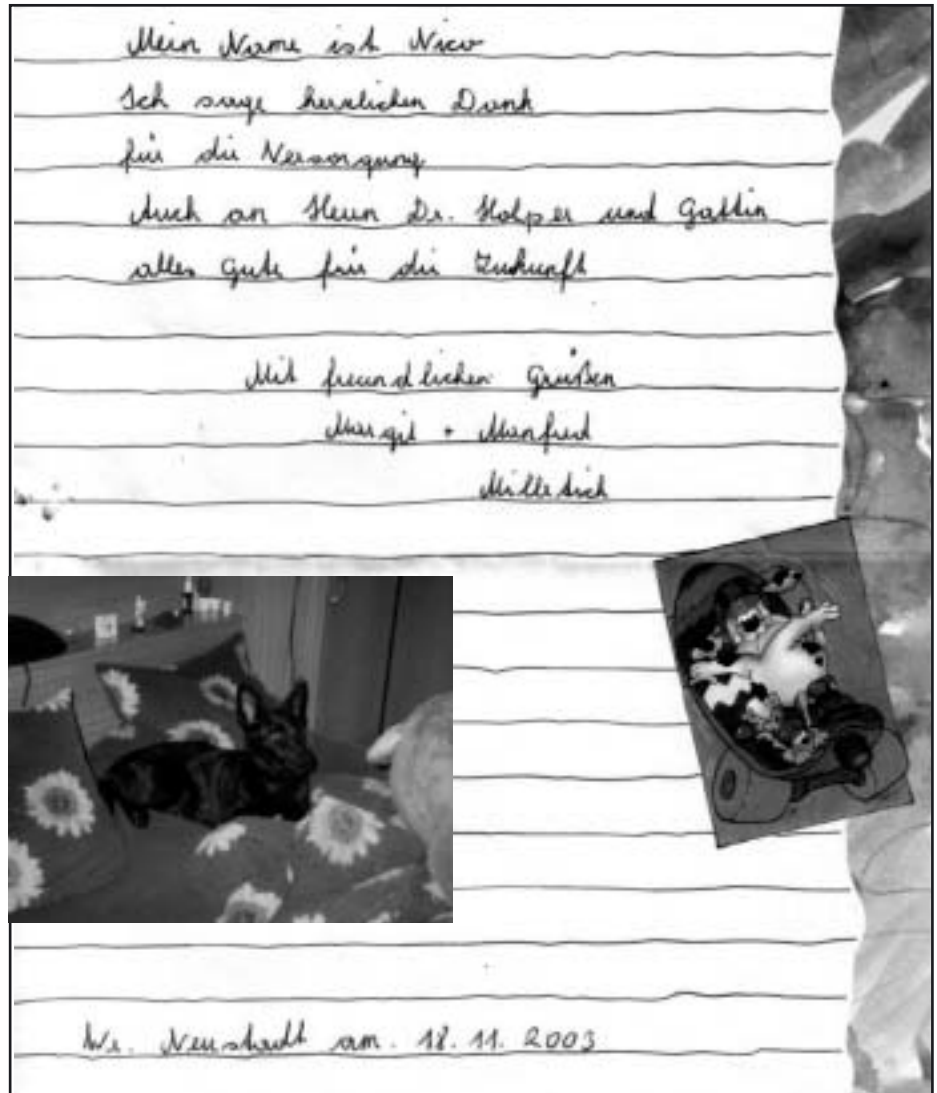 Mein Name ist Nico
Ich sage herzlichen Dank
für die Versorgung
Auch an Herrn Dr. Holper und Gattin
alles Gute für die Zukunft
Mit freundlichen Grüßen
Margit + Manfred
Milletich
Wr. Neustadt am. 18.11.2003